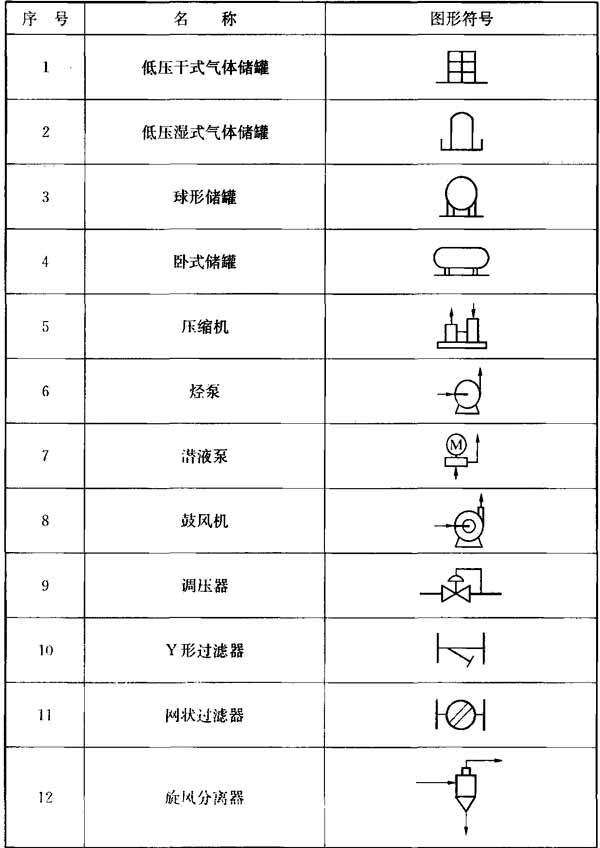 序 号 名 称 图形符号
1 低压干式气体储罐
2 低压湿式气体储罐
3 球形储罐
4 卧式储罐
5 压缩机
6 烃泵
7 潜液泵 M
8 鼓风机
9 调压器
10 Y形过滤器
11 网状过滤器
12 旋风分离器